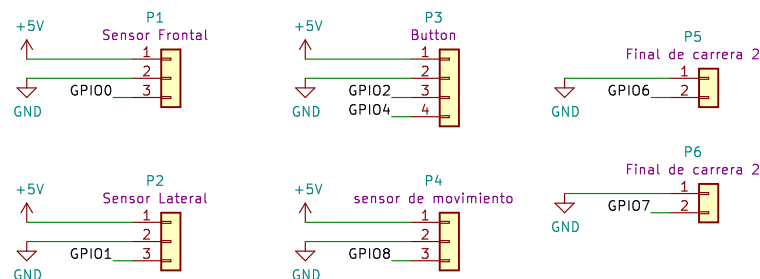 P1
Sensor Frontal
+5V
1
2
3
GND
GPIO0
P3
Button
+5V
1
2
3
4
GND
GPIO2
GPIO4
P5
Final de carrera 2
1
2
GND
GPIO6
P2
Sensor Lateral
+5V
1
2
3
GND
GPIO1
P4
sensor de movimiento
+5V
1
2
3
GND
GPIO8
P6
Final de carrera 2
1
2
GND
GPIO7